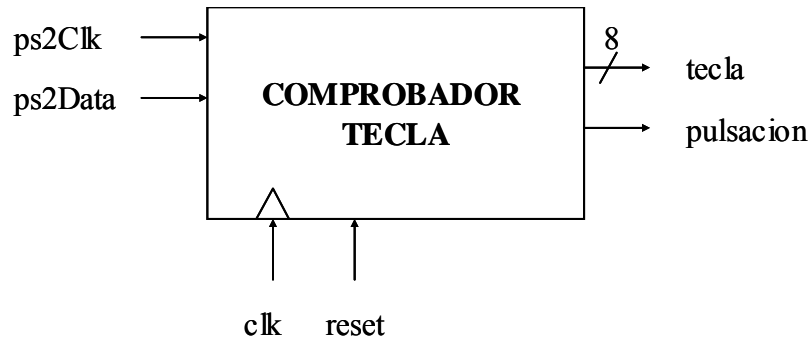 ps2Clk
ps2Data
COMPROBADOR
TECLA
8
tecla
pulsacion
clk
reset